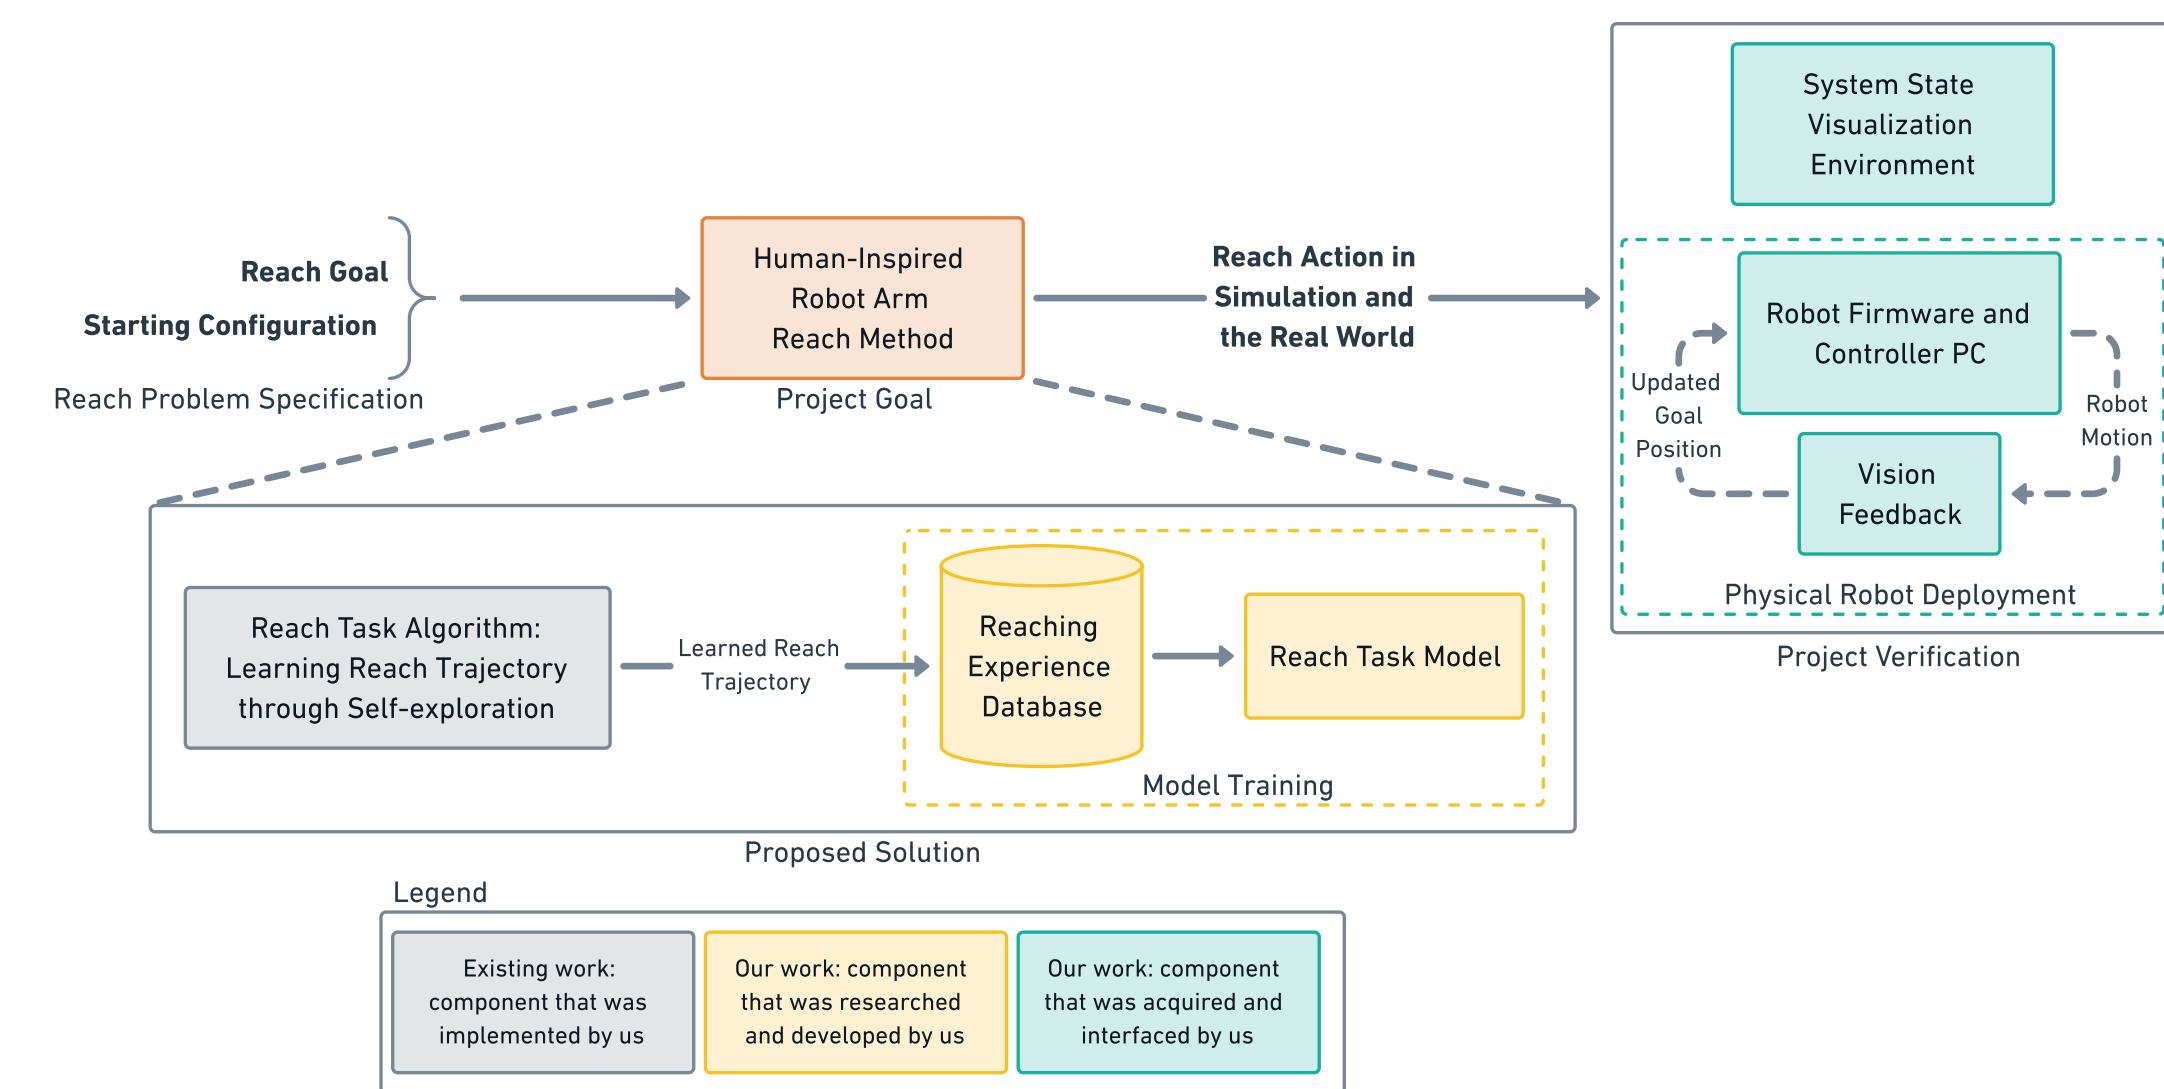 Reach Goal
Starting Configuration
Reach Problem Specification
Human-Inspired
Robot Arm
Reach Method
Project Goal
Reach Action in
Simulation and
the Real World
System State
Visualization
Environment
Robot Firmware and
Controller PC
Updated
Goal
Position
Robot
Motion
Vision
Feedback
Physical Robot Deployment
Project Verification
Reach Task Algorithm:
Learning Reach Trajectory
through Self-exploration
Learned Reach
Trajectory
Reaching
Experience
Database
Reach Task Model
Model Training
Proposed Solution
Legend
Existing work:
component that was
implemented by us
Our work: component
that was researched
and developed by us
Our work: component
that was acquired and
interfaced by us